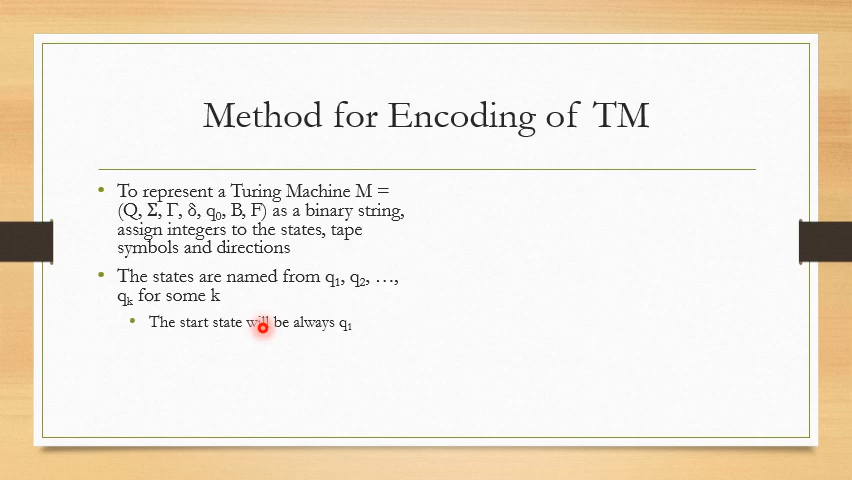 Method for Encoding of TM
• To represent a Turing Machine M =
(Q, Σ, Γ, δ, q₀, B, F) as a binary string,
assign integers to the states, tape
symbols and directions
• The states are named from q₁, q₂, …,
qₖ for some k
• The start state will be always q₁